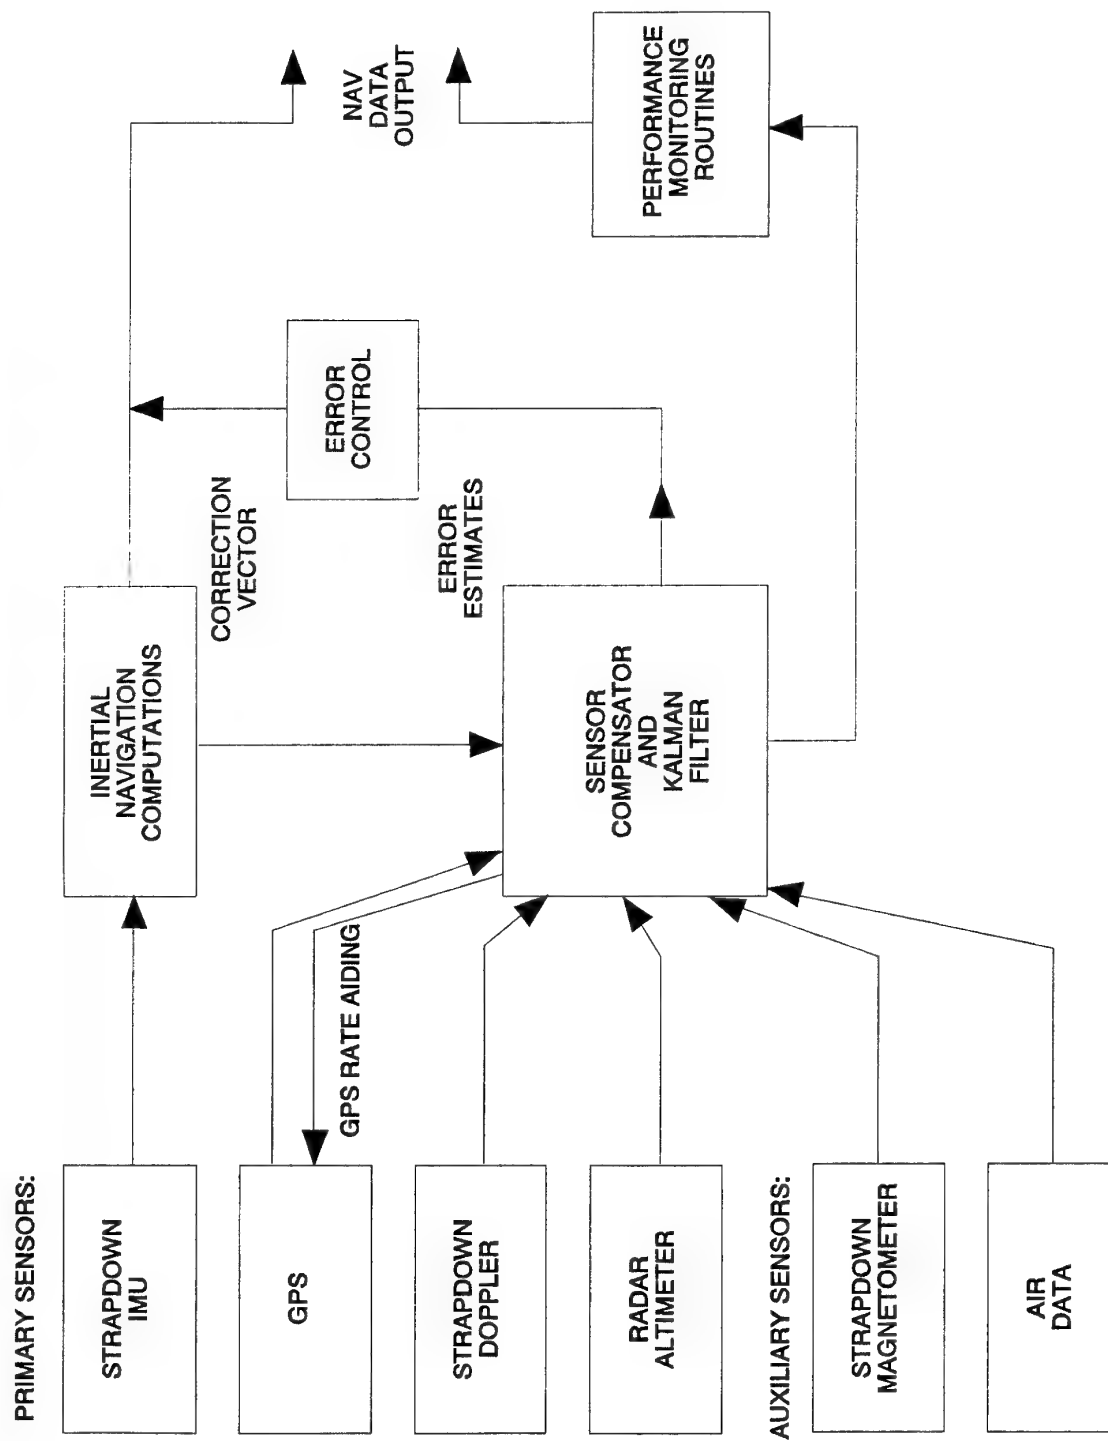 PRIMARY SENSORS:
STRAPDOWN
IMU
GPS
STRAPDOWN
DOPPLER
RADAR
ALTIMETER
AUXILIARY SENSORS:
STRAPDOWN
MAGNETOMETER
AIR
DATA
GPS RATE AIDING
INERTIAL
NAVIGATION
COMPUTATIONS
SENSOR
COMPENSATOR
AND
KALMAN
FILTER
CORRECTION
VECTOR
ERROR
ESTIMATES
ERROR
CONTROL
NAV
DATA
OUTPUT
PERFORMANCE
MONITORING
ROUTINES